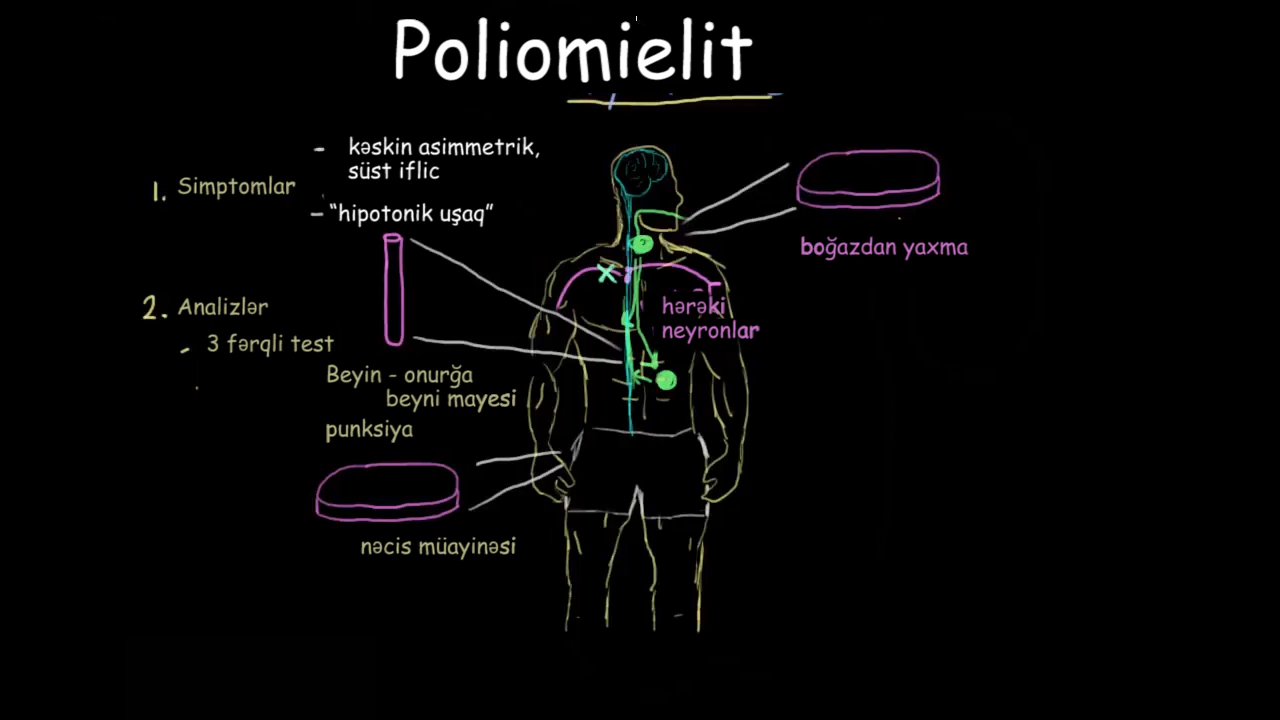 Poliomielit
1. Simptomlar
- kəskin asimmetrik,
süst iflic
- "hipotonik uşaq"
2. Analizlər
- 3 fərqli test
Beyin - onurğa
beyni mayesi
punksiya
nəcis müayinəsi
boğazdan yaxma
hərəki
neyronlar